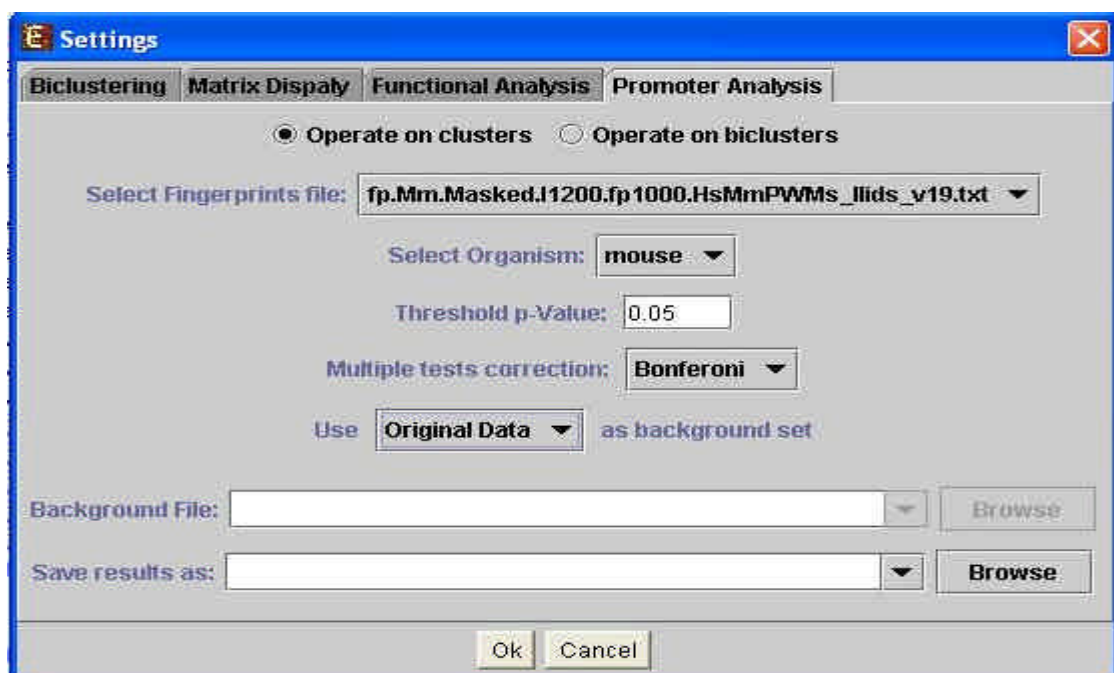 Settings
Biclustering Matrix Dispaly Functional Analysis Promoter Analysis
Operate on clusters Operate on biclusters
Select Fingerprints file: fp.Mm.Masked.l1200.fp1000.HsMmPWMs_llids_v19.txt
Select Organism: mouse
Threshold p-Value: 0.05
Multiple tests correction: Bonferoni
Use Original Data as background set
Background File: Browse
Save results as: Browse
Ok Cancel